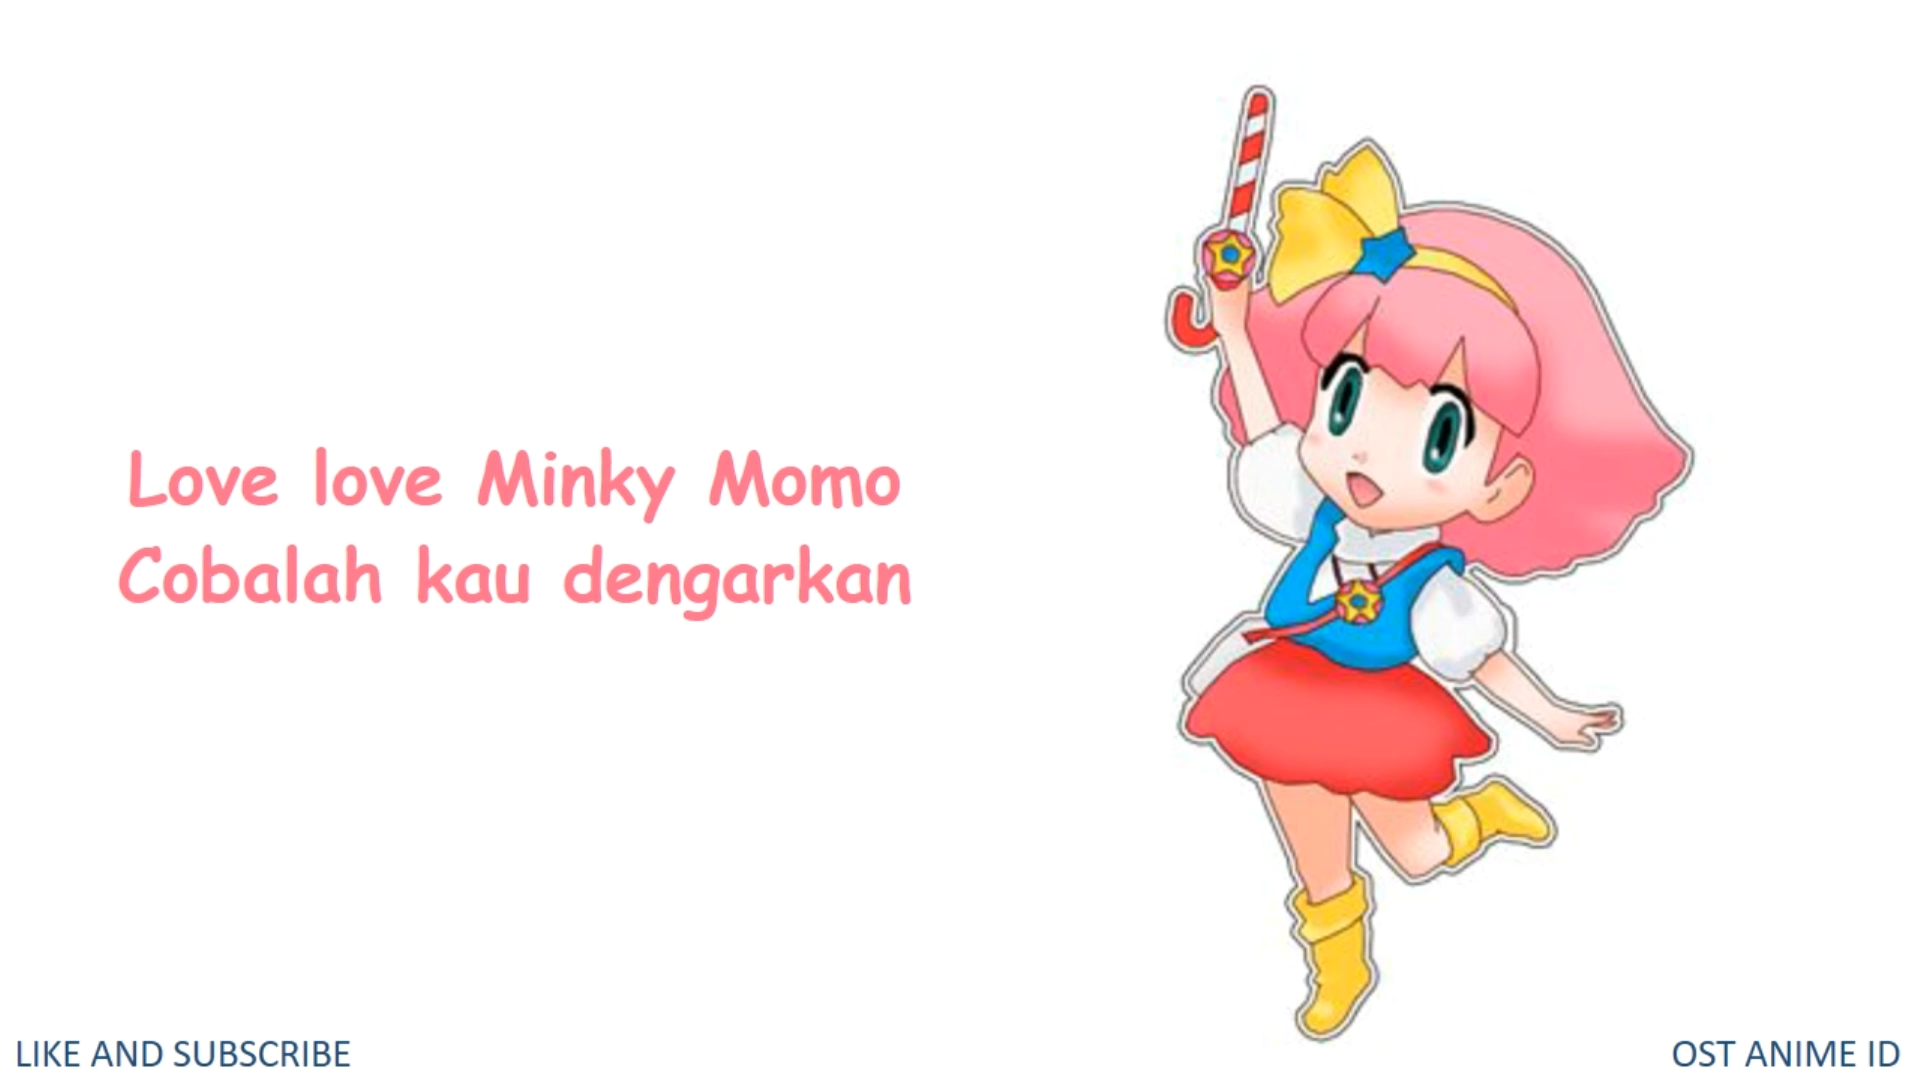 Love love Minky Momo
Cobalah kau dengarkan
LIKE AND SUBSCRIBE
OST ANIME ID